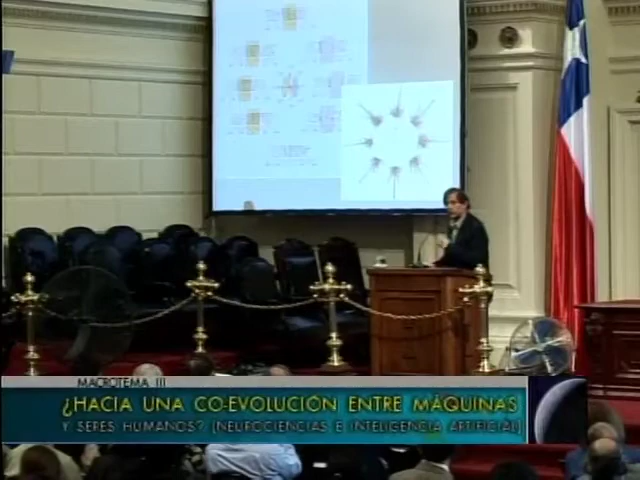 MACROTEMA III
¿HACIA UNA CO-EVOLUCIÓN ENTRE MÁQUINAS
Y SERES HUMANOS? (NEUROCIENCIAS E INTELIGENCIA ARTIFICIAL)